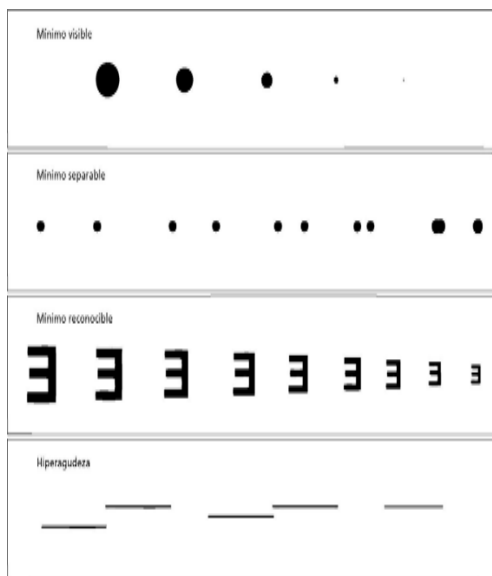 Mínimo visible
Mínimo separable
Mínimo reconocible
Hiperagudeza